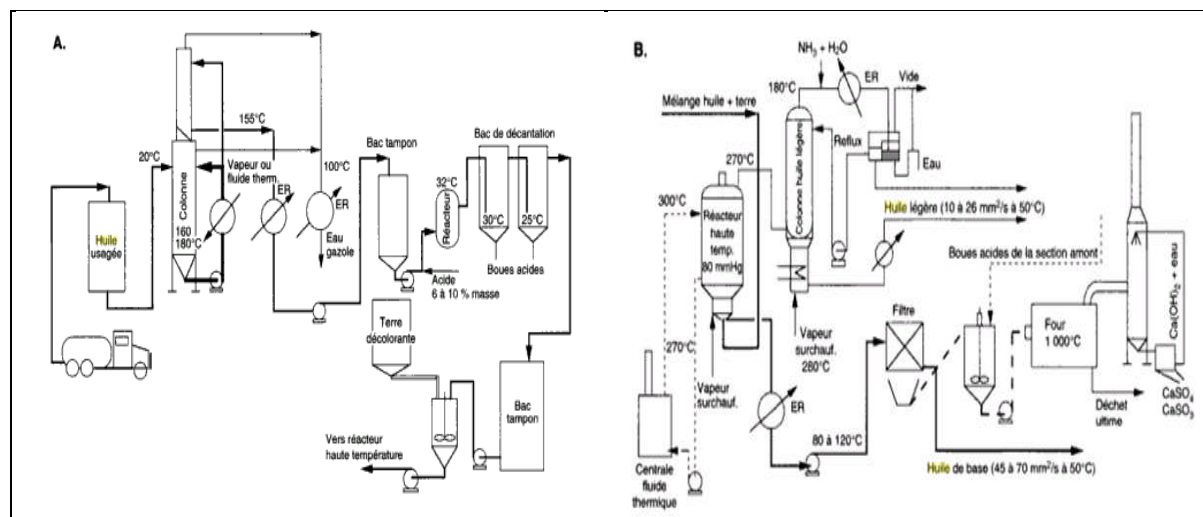 A.
20°C
155°C
Vapeur ou
fluide therm.
ER
Colonne
160
180°C
Huile
usagée
100°C
ER
Eau
gazole
Bac tampon
32°C
Réacteur
Bac de décantation
30°C
25°C
Boues acides
Acide
6 à 10 % masse
Terre
décolorante
Bac
tampon
Vers réacteur
haute température
B.
Mélange huile + terre
NH₃ + H₂O
ER
Vide
180°C
Colonne huile légère
Reflux
Eau
270°C
300°C
Réacteur
haute
temp.
80 mmHg
Huile légère (10 à 26 mm²/s à 50°C)
Boues acides de la section amont
Vapeur
surchauf.
280°C
Filtre
270°C
Vapeur
surchauf.
ER
80 à 120°C
Centrale
fluide
thermique
Four
1 000°C
Ca(OH)₂ + eau
CaSO₄
CaSO₃
Déchet
ultime
Huile de base (45 à 70 mm²/s à 50°C)